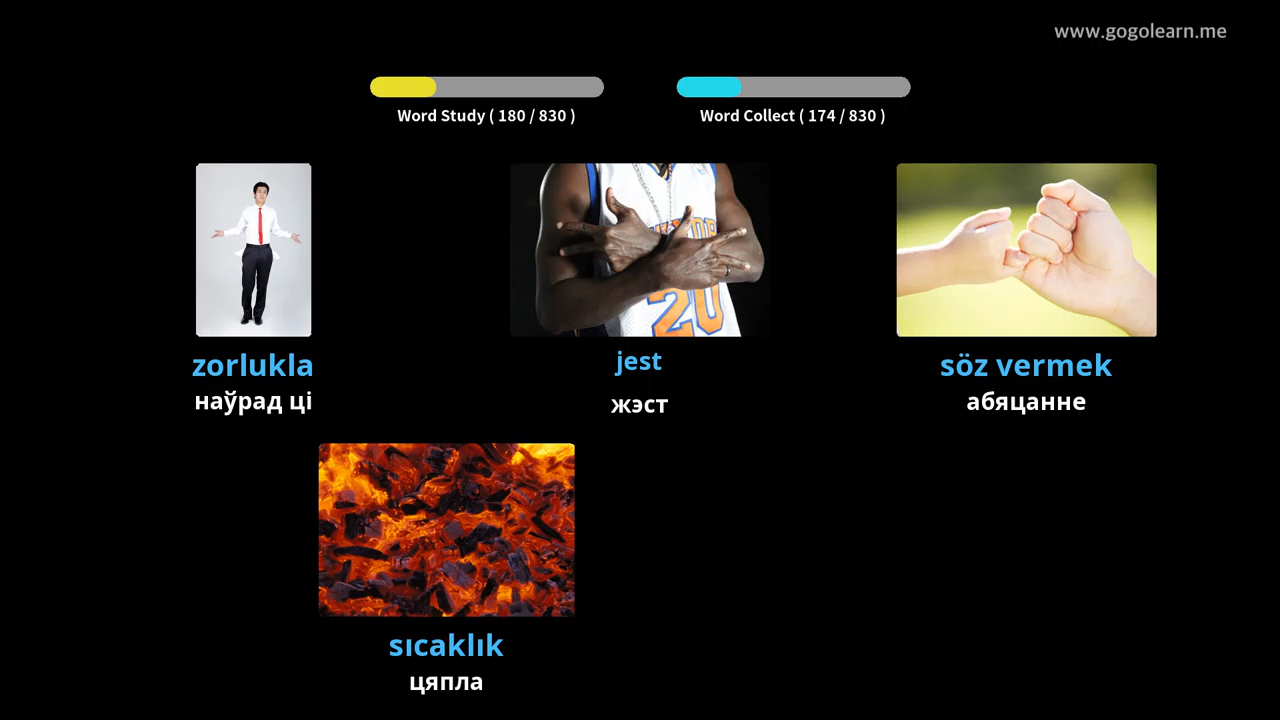 www.gogolearn.me
Word Study ( 180 / 830 )
Word Collect ( 174 / 830 )
20
zorlukla
наўрад ці
jest
жэст
söz vermek
абяцанне
sıcaklık
цяпла